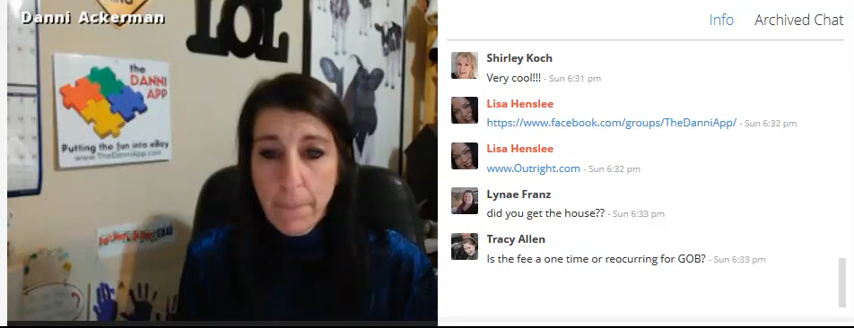 Danni Ackerman
LOL
the
DANNI
APP
Putting the fun into eBay
www.TheDanniApp.com
Info Archived Chat
Shirley Koch
Very cool!!! - Sun 6:31 pm
Lisa Henslee
https://www.facebook.com/groups/TheDanniApp/ - Sun 6:32 pm
Lisa Henslee
www.Outright.com - Sun 6:32 pm
Lynae Franz
did you get the house?? - Sun 6:33 pm
Tracy Allen
Is the fee a one time or reocurring for GOB? - Sun 6:33 pm